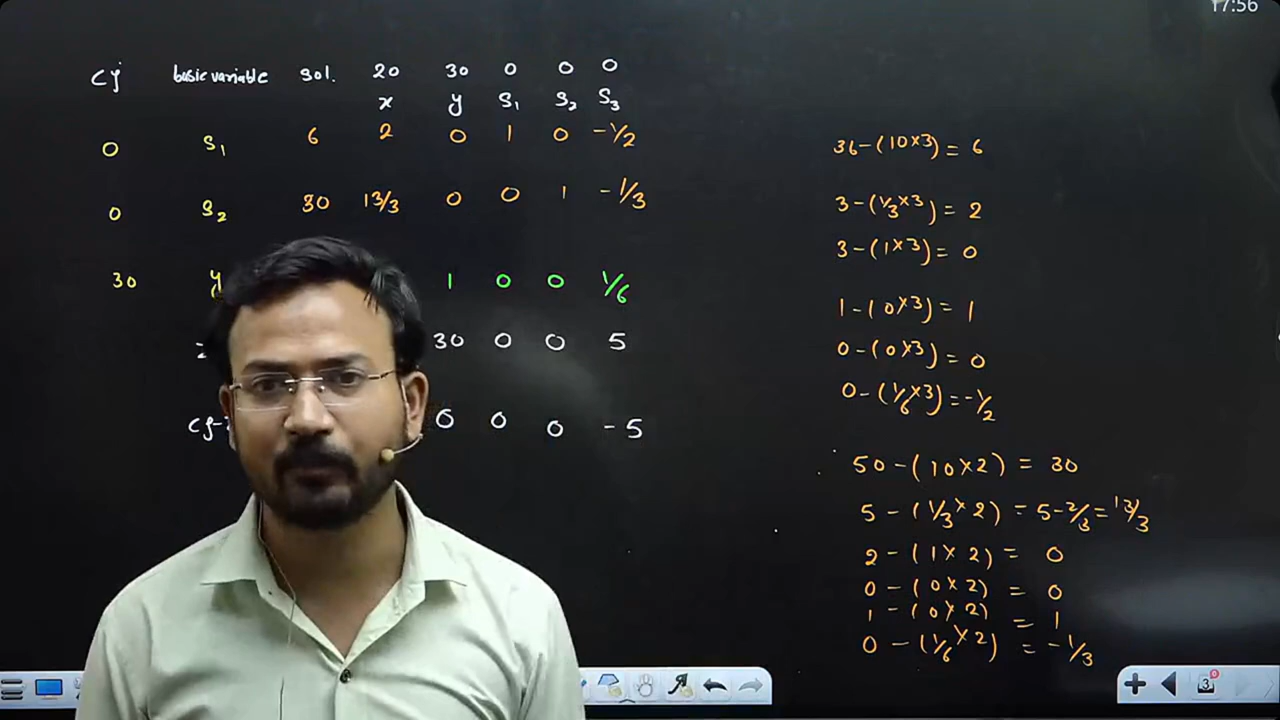 17:56
Cj basic variable sol. 20 30 0 0 0
x y S₁ S₂ S₃
0 S₁ 6 2 0 1 0 -1/2
0 S₂ 30 13/3 0 0 1 -1/3
30 y 1 0 0 1/6
30 0 0 5
Cj- 0 0 0 -5
36-(10×3) = 6
3-(1/3×3) = 2
3-(1×3) = 0
1-(0×3) = 1
0-(0×3) = 0
0-(1/6×3) = -1/2
50-(10×2) = 30
5-(1/3×2) = 5-2/3 = 13/3
2-(1×2) = 0
0-(0×2) = 0
1-(0×2) = 1
0-(1/6×2) = -1/3
3